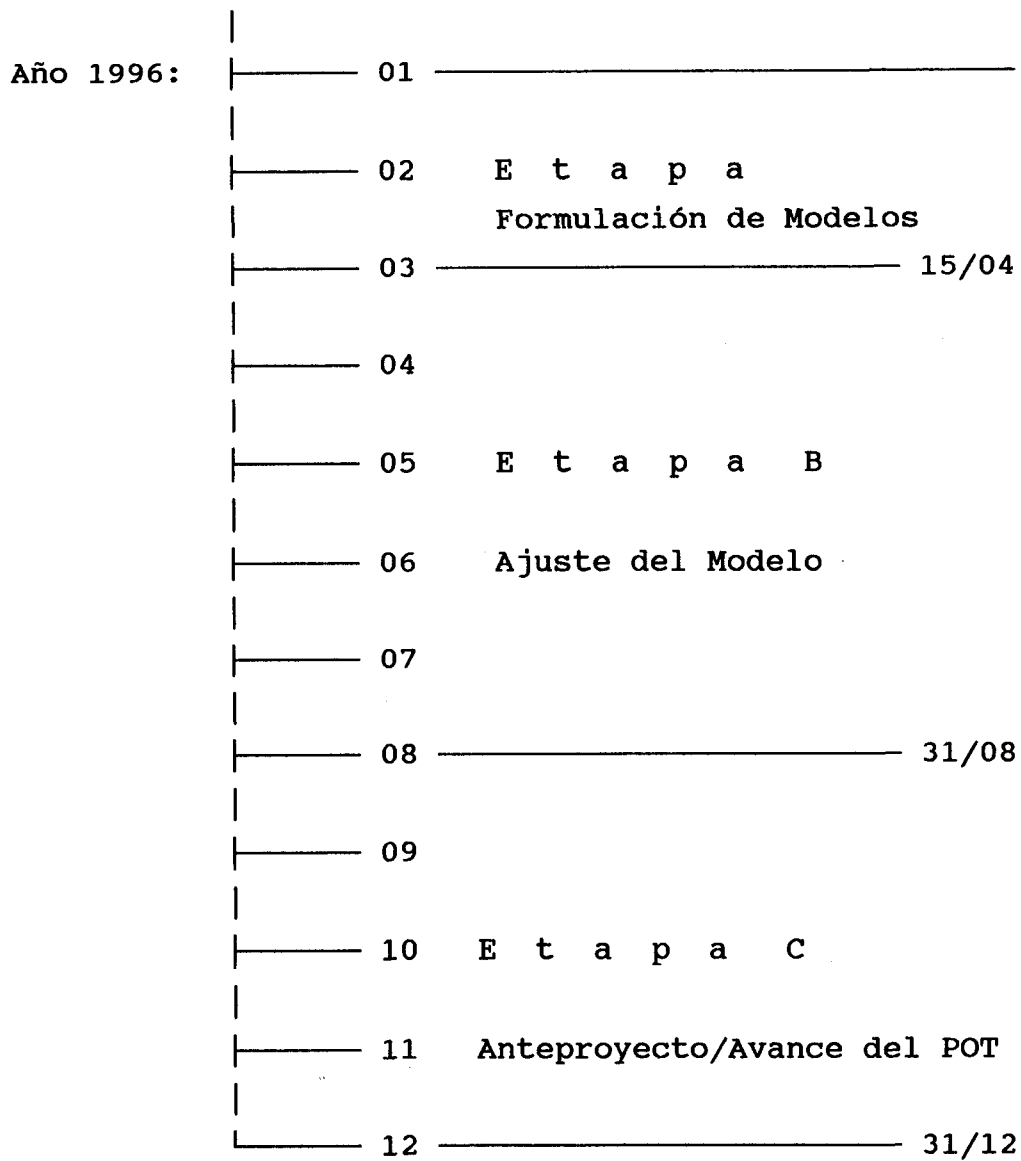 Año 1996: 01
02 E t a p a
Formulación de Modelos
03 15/04
04
05 E t a p a B
06 Ajuste del Modelo
07
08 31/08
09
10 E t a p a C
11 Anteproyecto/Avance del POT
12 31/12